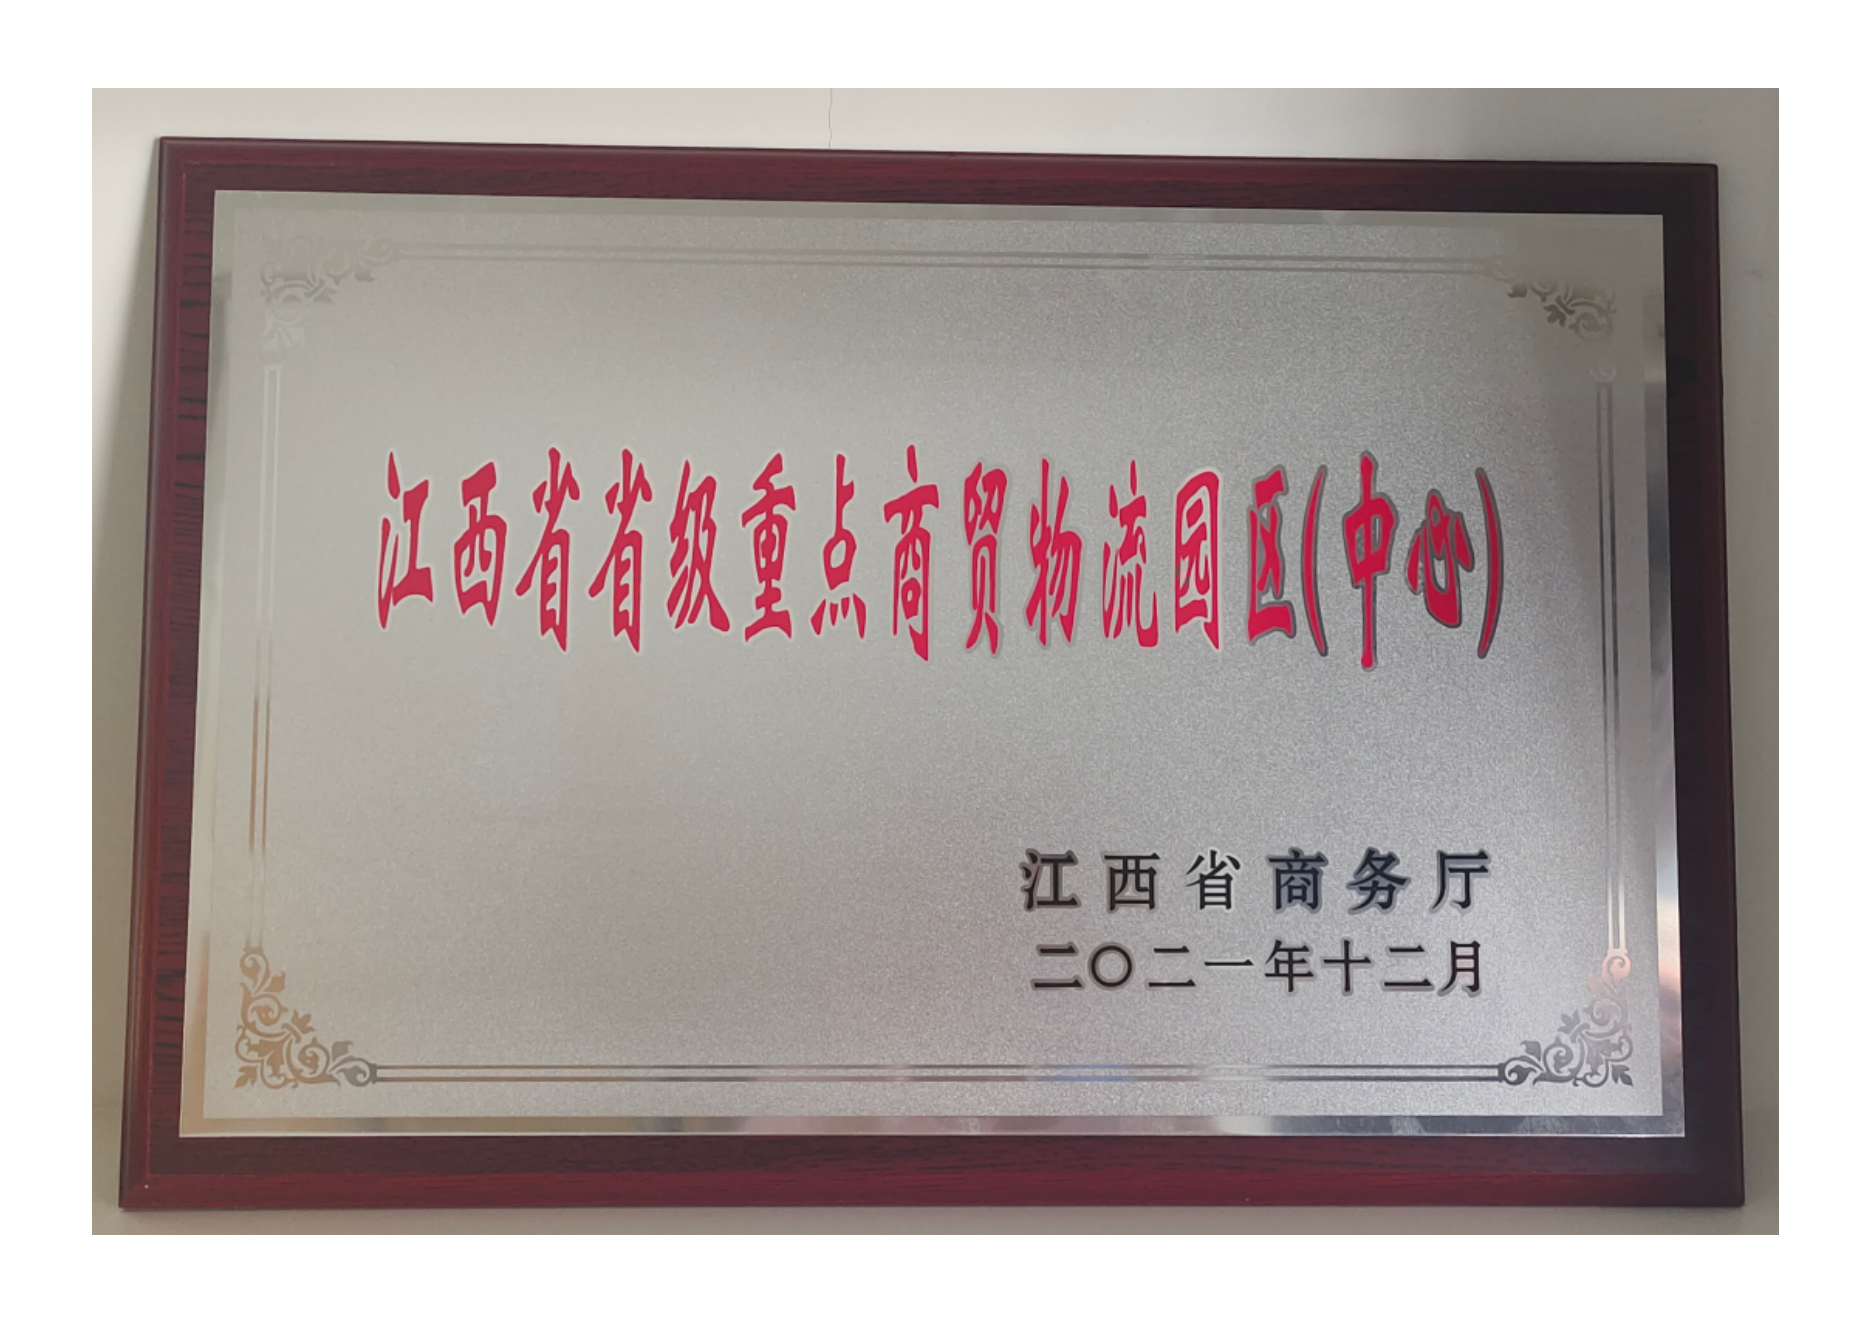 江西省省级重点商贸物流园区(中心)
江西省商务厅
二〇二一年十二月